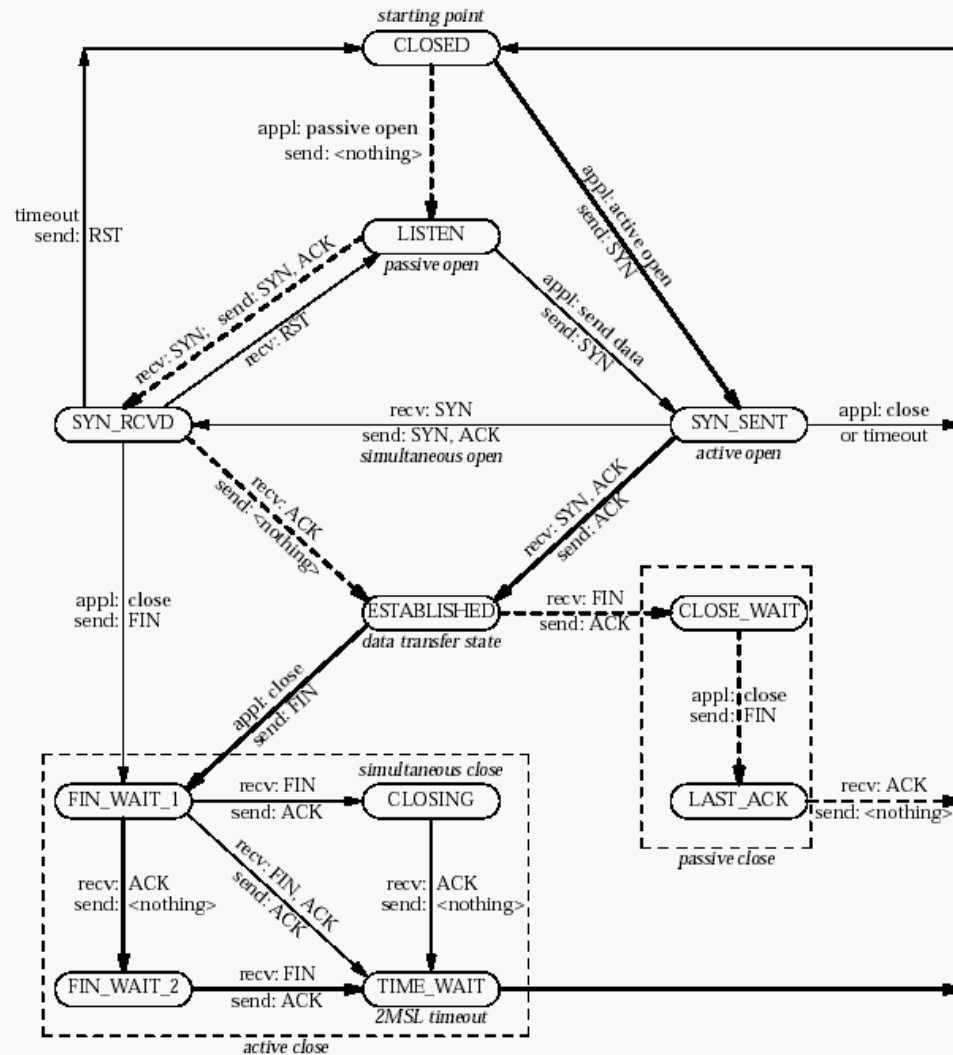 starting point
CLOSED
appl: passive open
send: <nothing>
appl: active open
send: SYN
timeout
send: RST
LISTEN
passive open
recv: SYN; send: SYN, ACK
recv: RST
appl: send data
send: SYN
SYN_RCVD
recv: SYN
send: SYN, ACK
simultaneous open
SYN_SENT
active open
appl: close
or timeout
recv: ACK
send: <nothing>
recv: SYN, ACK
send: ACK
appl: close
send: FIN
ESTABLISHED
data transfer state
recv: FIN
send: ACK
CLOSE_WAIT
appl: close
send: FIN
appl: close
send: FIN
simultaneous close
FIN_WAIT_1
recv: FIN
send: ACK
CLOSING
LAST_ACK
recv: ACK
send: <nothing>
passive close
recv: ACK
send: <nothing>
recv: FIN, ACK
send: ACK
recv: ACK
send: <nothing>
FIN_WAIT_2
recv: FIN
send: ACK
TIME_WAIT
2MSL timeout
active close